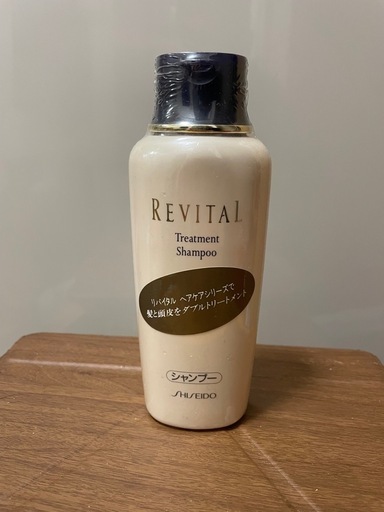 REVITAL
Treatment
Shampoo
リバイタル ヘアケアシリーズで
髪と頭皮をダブルトリートメント
シャンプー
SHISEIDO